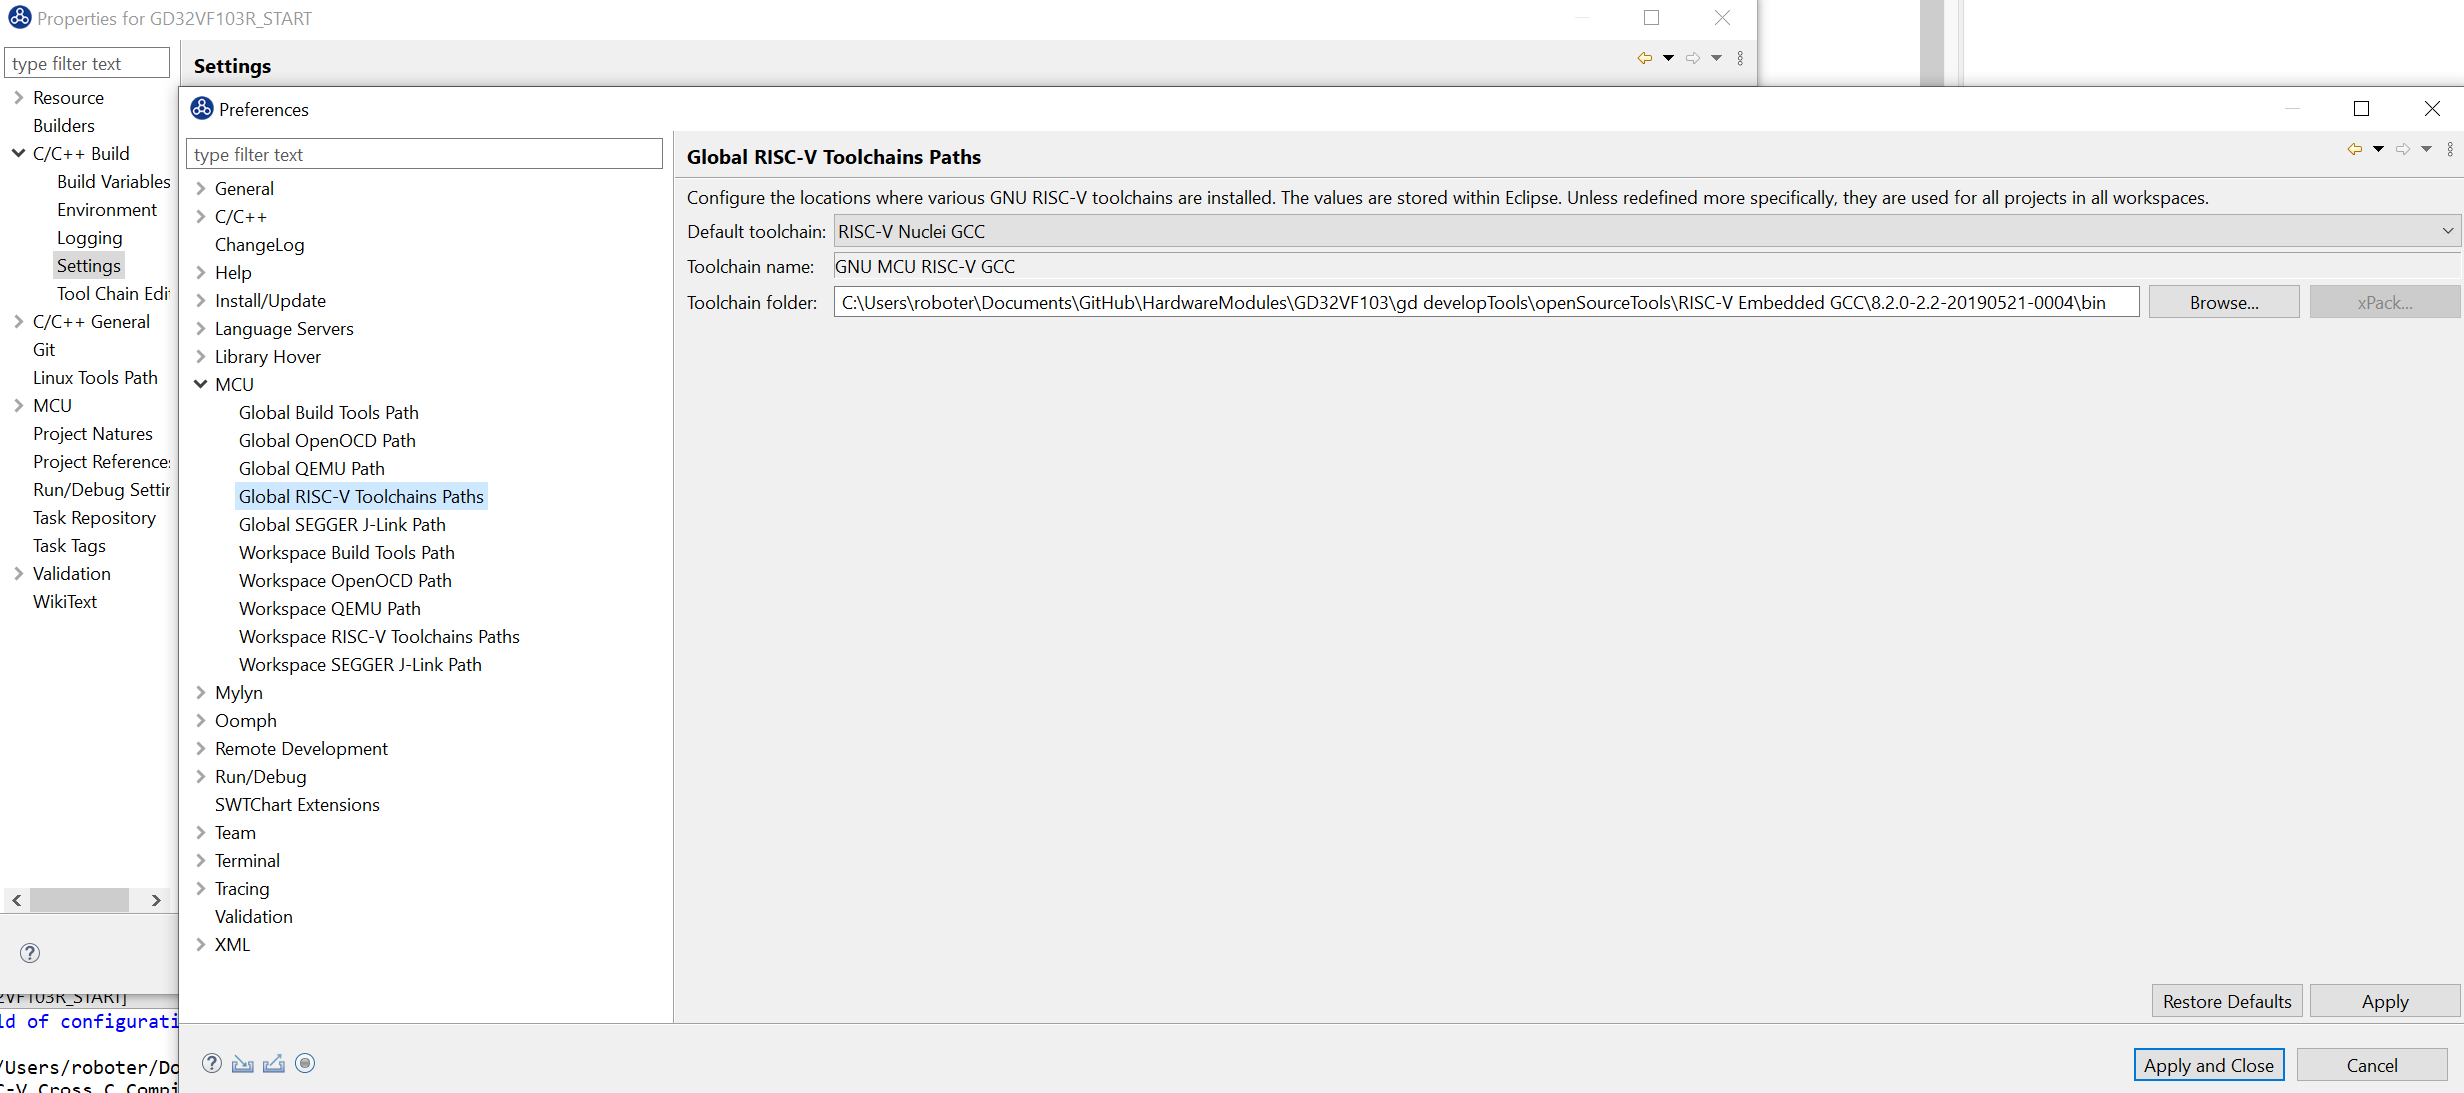 Properties for GD32VF103R_START
type filter text
Settings
Resource
Builders
C/C++ Build
Build Variables
Environment
Logging
Settings
Tool Chain Edi
C/C++ General
Git
Linux Tools Path
MCU
Project Natures
Project Reference
Run/Debug Settin
Task Repository
Task Tags
Validation
WikiText
2VF103R_START]
ld of configurati
/Users/roboter/Do
C-V Cross C Compi
Preferences
type filter text
General
C/C++
ChangeLog
Help
Install/Update
Language Servers
Library Hover
MCU
Global Build Tools Path
Global OpenOCD Path
Global QEMU Path
Global RISC-V Toolchains Paths
Global SEGGER J-Link Path
Workspace Build Tools Path
Workspace OpenOCD Path
Workspace QEMU Path
Workspace RISC-V Toolchains Paths
Workspace SEGGER J-Link Path
Mylyn
Oomph
Remote Development
Run/Debug
SWTChart Extensions
Team
Terminal
Tracing
Validation
XML
Global RISC-V Toolchains Paths
Configure the locations where various GNU RISC-V toolchains are installed. The values are stored within Eclipse. Unless redefined more specifically, they are used for all projects in all workspaces.
Default toolchain: RISC-V Nuclei GCC
Toolchain name: GNU MCU RISC-V GCC
Toolchain folder: C:\Users\roboter\Documents\GitHub\HardwareModules\GD32VF103\gd developTools\openSourceTools\RISC-V Embedded GCC\8.2.0-2.2-20190521-0004\bin Browse... xPack...
Restore Defaults Apply
Apply and Close Cancel